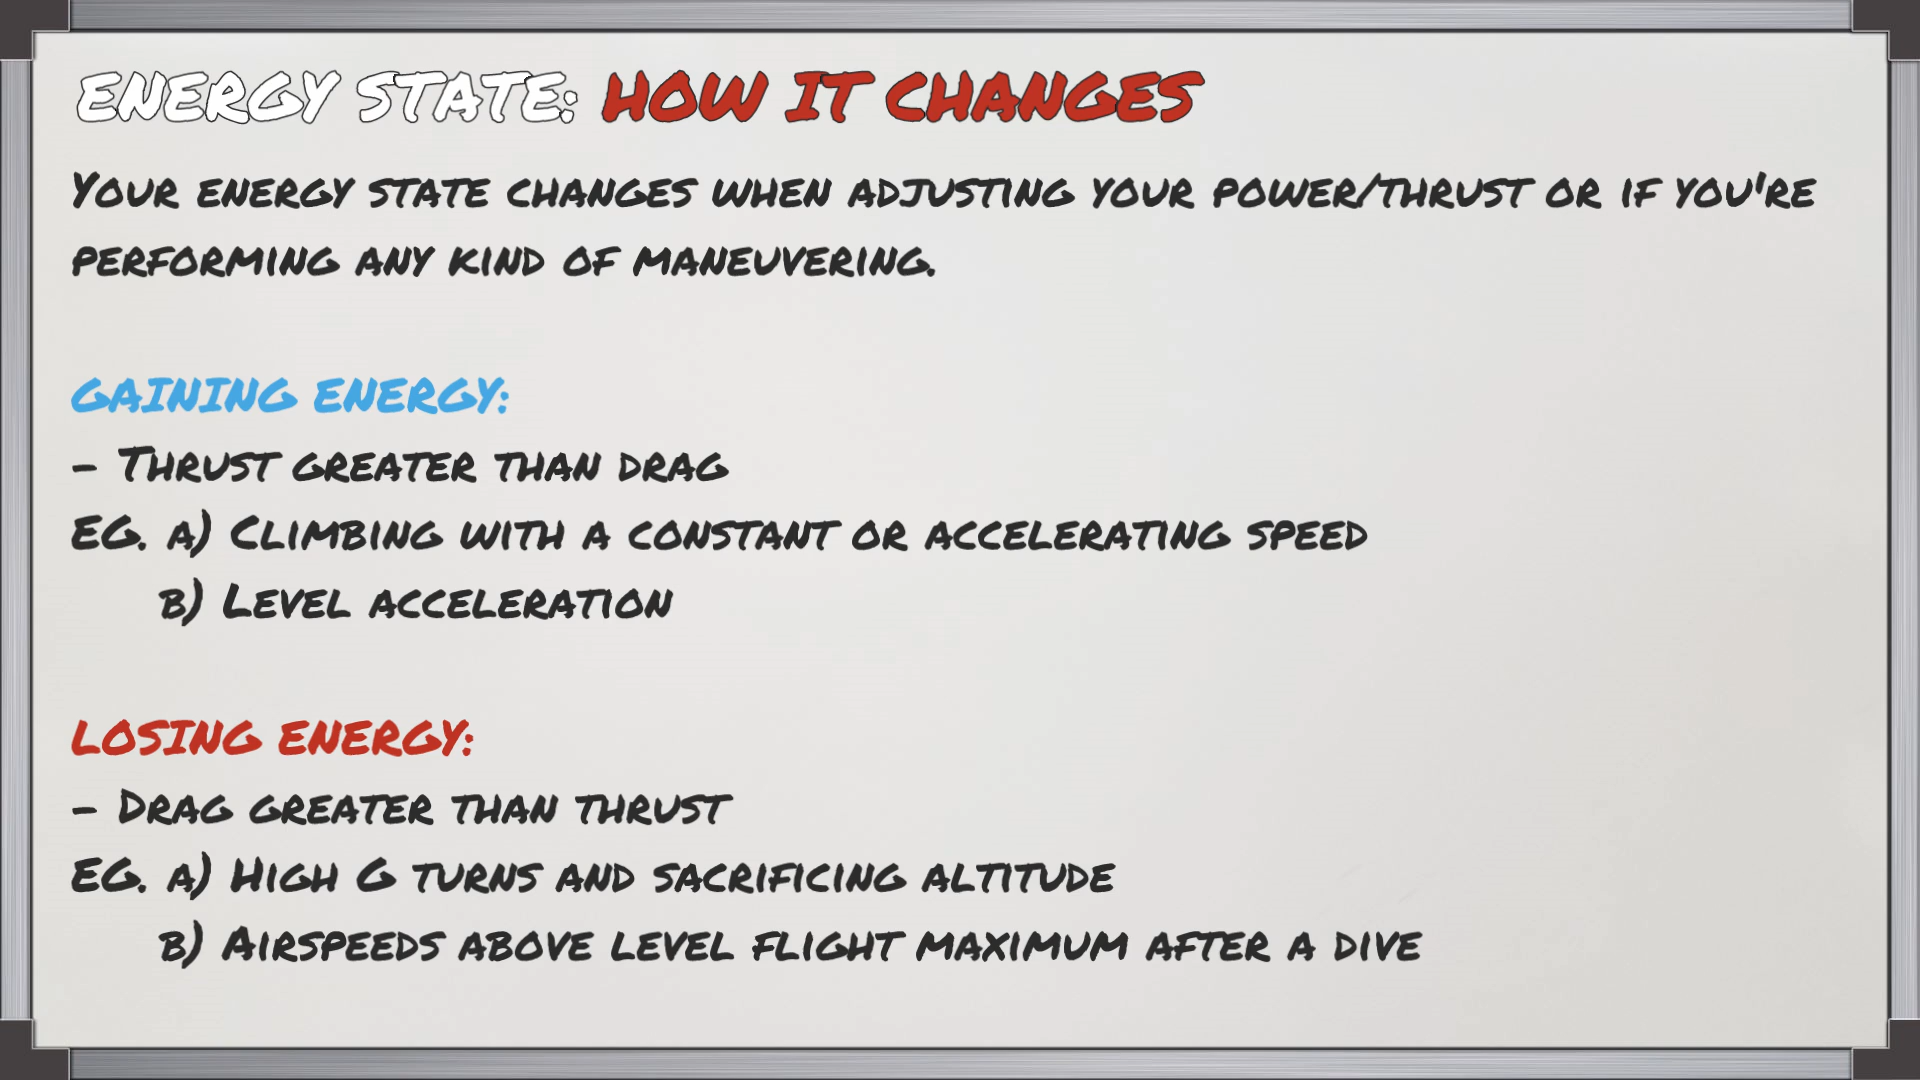 ENERGY STATE: HOW IT CHANGES
Your energy state changes when adjusting your power/thrust or if you're
performing any kind of maneuvering.
GAINING ENERGY:
- Thrust greater than drag
EG. a) Climbing with a constant or accelerating speed
b) Level acceleration
LOSING ENERGY:
- Drag greater than thrust
EG. a) High G turns and sacrificing altitude
b) Airspeeds above level flight maximum after a dive